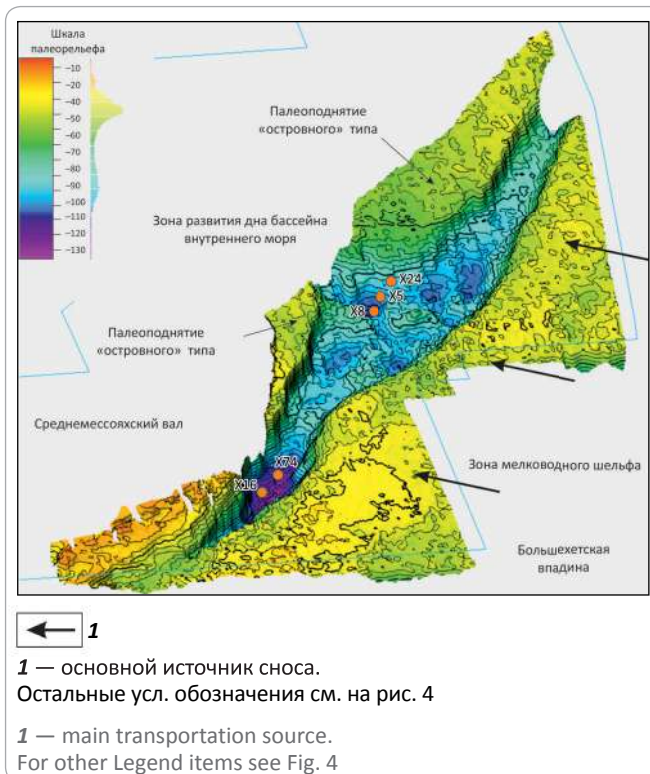 Шкала
палеорельефа
−10
−20
−30
−40
−50
−60
−70
−80
−90
−100
−110
−120
−130
Палеоподнятие
«островного» типа
Зона развития дна бассейна
внутреннего моря
X24
X5
X8
Палеоподнятие
«островного» типа
Среднемессояхский вал
X74
X16
Зона мелководного шельфа
Большехетская
впадина
1
1 — основной источник сноса.
Остальные усл. обозначения см. на рис. 4
1 — main transportation source.
For other Legend items see Fig. 4